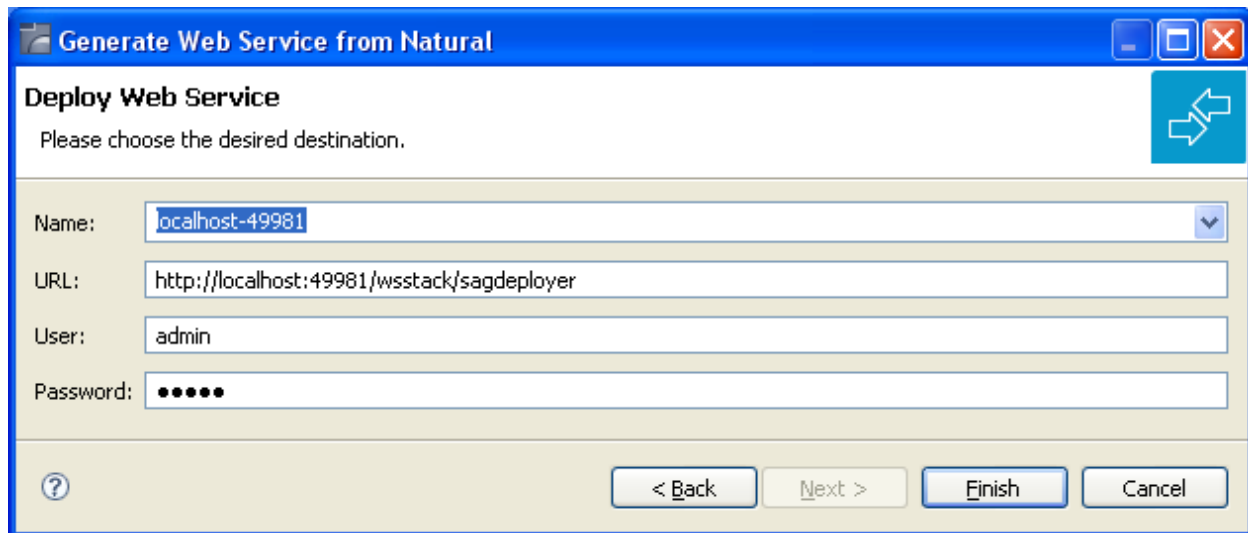 Generate Web Service from Natural
Deploy Web Service
Please choose the desired destination.
Name: localhost-49981
URL: http://localhost:49981/wsstack/sagdeployer
User: admin
Password: •••••
? < Back Next > Finish Cancel